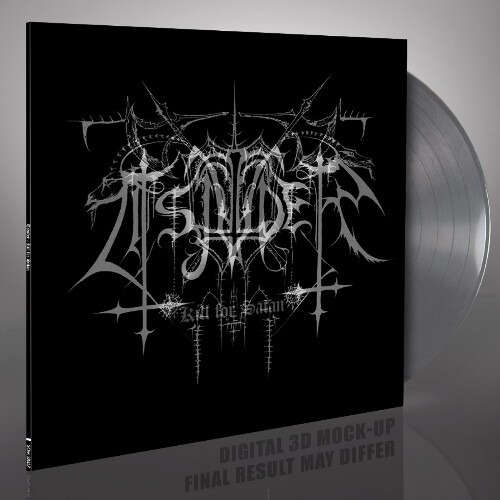 TSJUDER
Kill for Satan
DIGITAL 3D MOCK-UP
FINAL RESULT MAY DIFFER